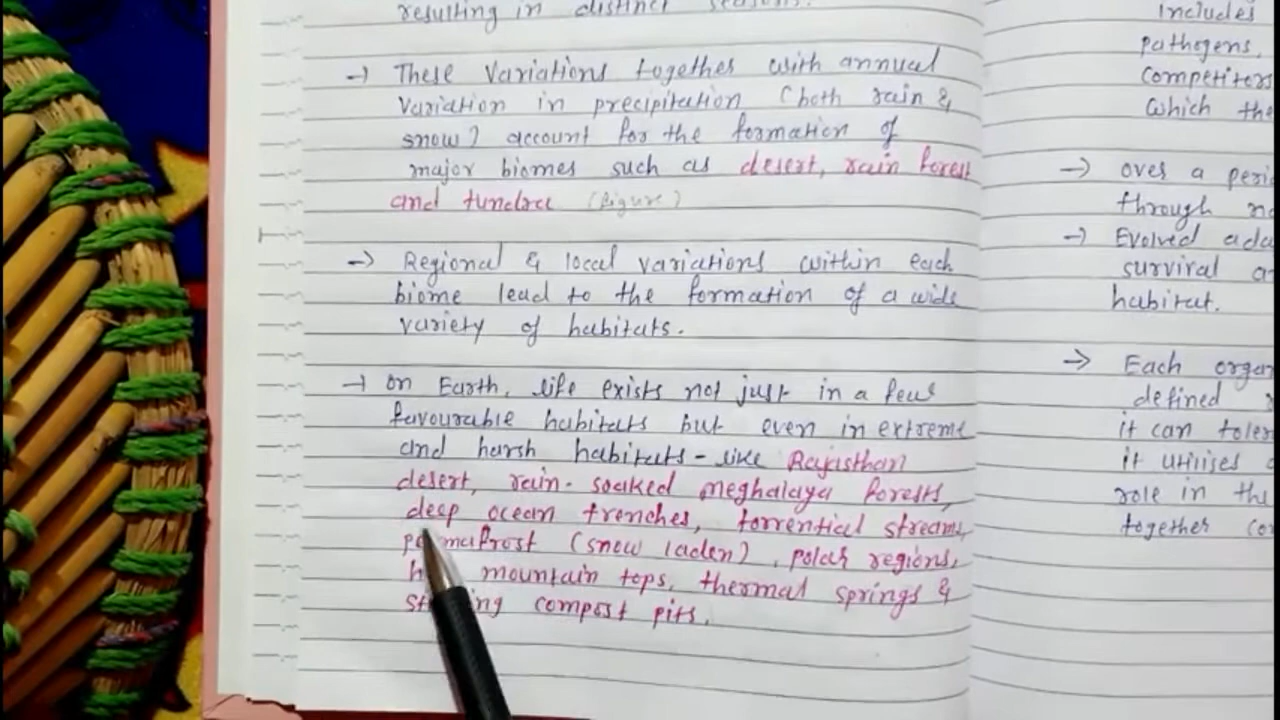 resulting in distinct seasons.
→ These variations together with annual
variation in precipitation (both rain &
snow) account for the formation of
major biomes such as desert, rain forest
and tundra (figure)
→ Regional & local variations within each
biome lead to the formation of a wide
variety of habitats.
→ On Earth, life exists not just in a few
favourable habitats but even in extreme
and harsh habitats - like Rajasthan
desert, rain-soaked meghalaya forests,
deep ocean trenches, torrential streams,
permafrost (snow laden), polar regions,
mountain tops, thermal springs &
compost pits.
includes
pathogens,
competitors
which the
→ over a peri
through
→ Evolved ada
survival a
habitat.
→ Each organ
defined
it can toler
it utilises
role in the
together co